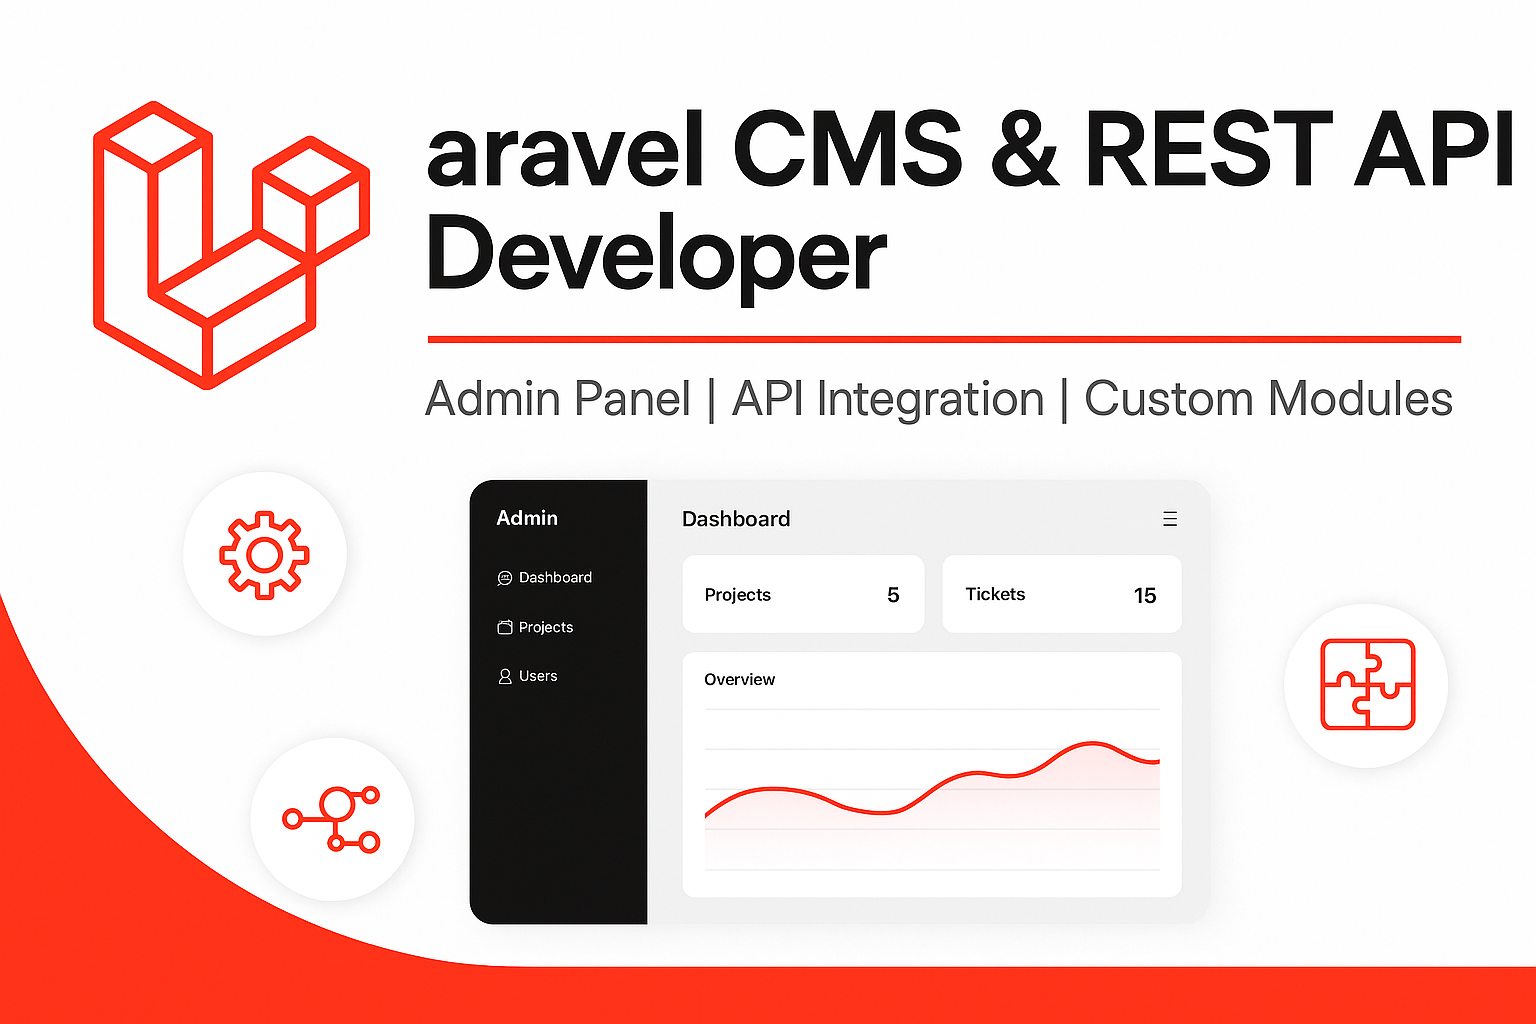 aravel CMS & REST API
Developer
Admin Panel | API Integration | Custom Modules
Admin
Dashboard
Projects
Users
Dashboard
Projects 5
Tickets 15
Overview